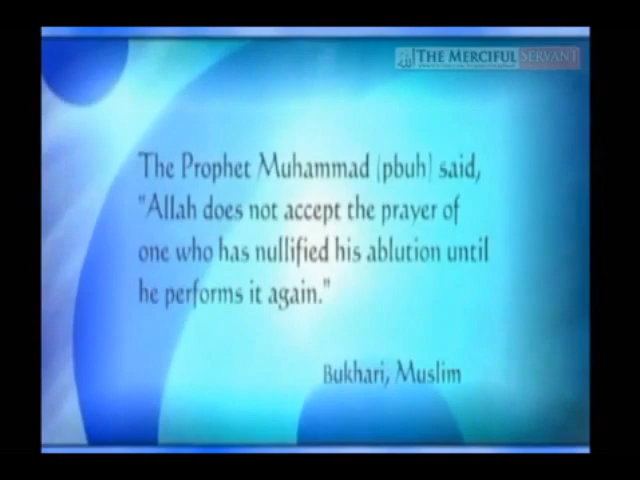 THE MERCIFUL SERVANT
The Prophet Muhammad (pbuh) said,
"Allah does not accept the prayer of
one who has nullified his ablution until
he performs it again."
Bukhari, Muslim